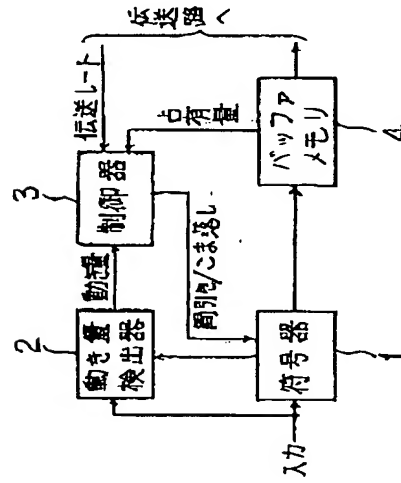 伝送器へ
伝送レート
占有量
3
制御器
バッファ
メモリ
4
動き量
間引き/こま落し
2
動き量
検出器
符号器
1
入力